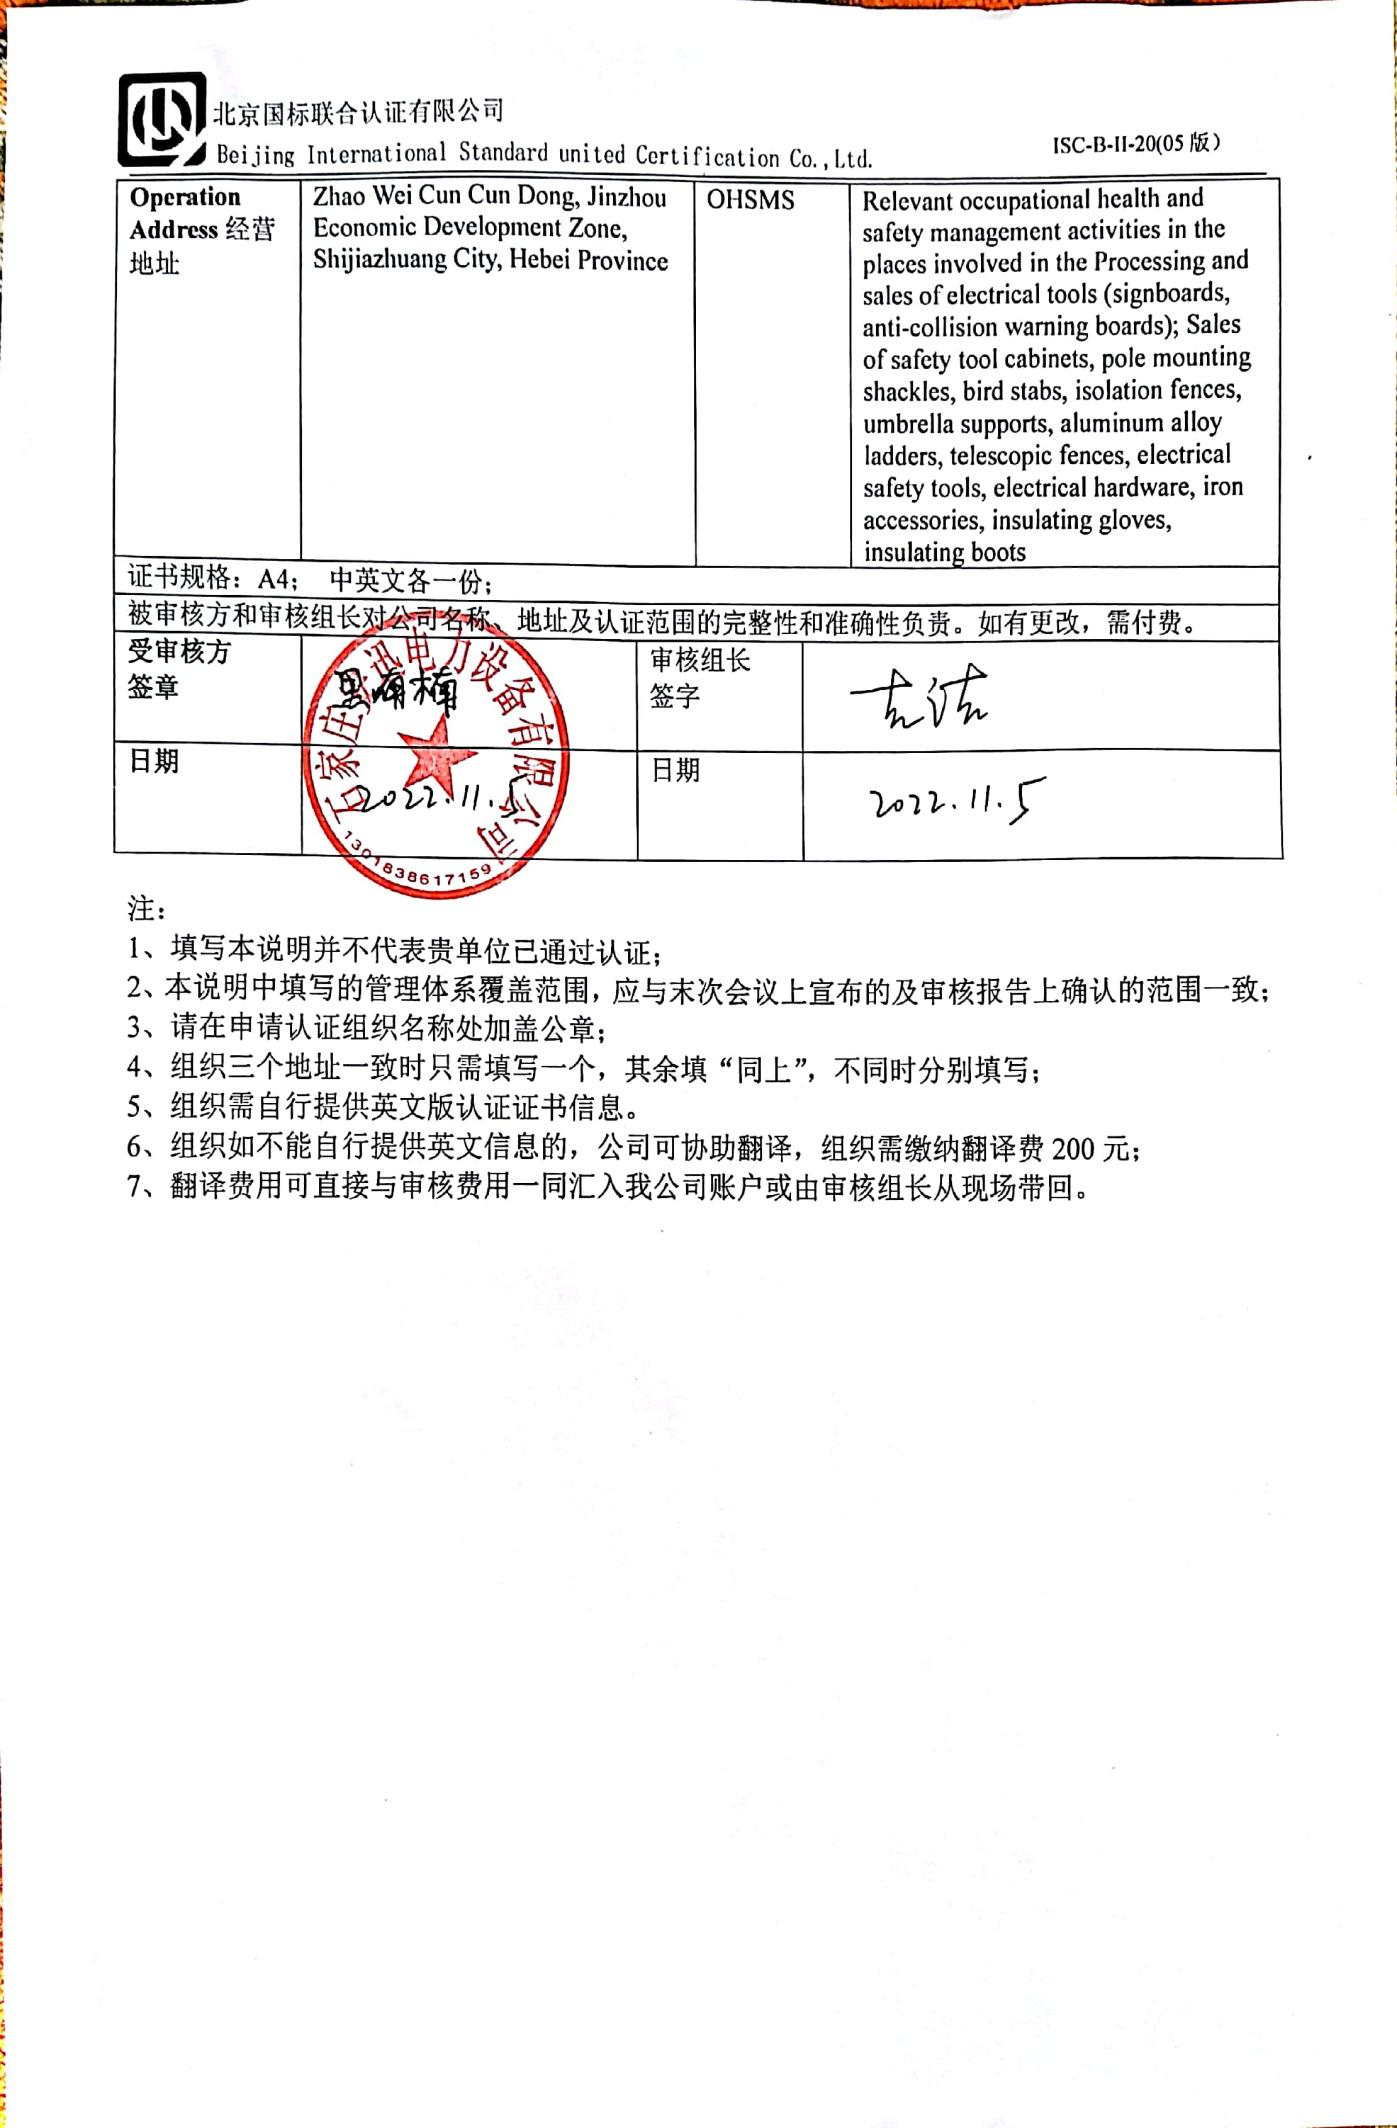 北京国标联合认证有限公司
Beijing International Standard united Certification Co.,Ltd.
ISC-B-II-20(05版)
Operation
Address 经营
地址
Zhao Wei Cun Cun Dong, Jinzhou
Economic Development Zone,
Shijiazhuang City, Hebei Province
OHSMS
Relevant occupational health and
safety management activities in the
places involved in the Processing and
sales of electrical tools (signboards,
anti-collision warning boards); Sales
of safety tool cabinets, pole mounting
shackles, bird stabs, isolation fences,
umbrella supports, aluminum alloy
ladders, telescopic fences, electrical
safety tools, electrical hardware, iron
accessories, insulating gloves,
insulating boots
证书规格：A4； 中英文各一份；
被审核方和审核组长对公司名称、地址及认证范围的完整性和准确性负责。如有更改，需付费。
受审核方
签章
石家庄 迅电力设备有限公司
1301838617159
审核组长
签字
日期
2022.11.5
日期
2022.11.5
注：
1、填写本说明并不代表贵单位已通过认证；
2、本说明中填写的管理体系覆盖范围，应与末次会议上宣布的及审核报告上确认的范围一致；
3、请在申请认证组织名称处加盖公章；
4、组织三个地址一致时只需填写一个，其余填“同上”，不同时分别填写；
5、组织需自行提供英文版认证证书信息。
6、组织如不能自行提供英文信息的，公司可协助翻译，组织需缴纳翻译费 200 元；
7、翻译费用可直接与审核费用一同汇入我公司账户或由审核组长从现场带回。